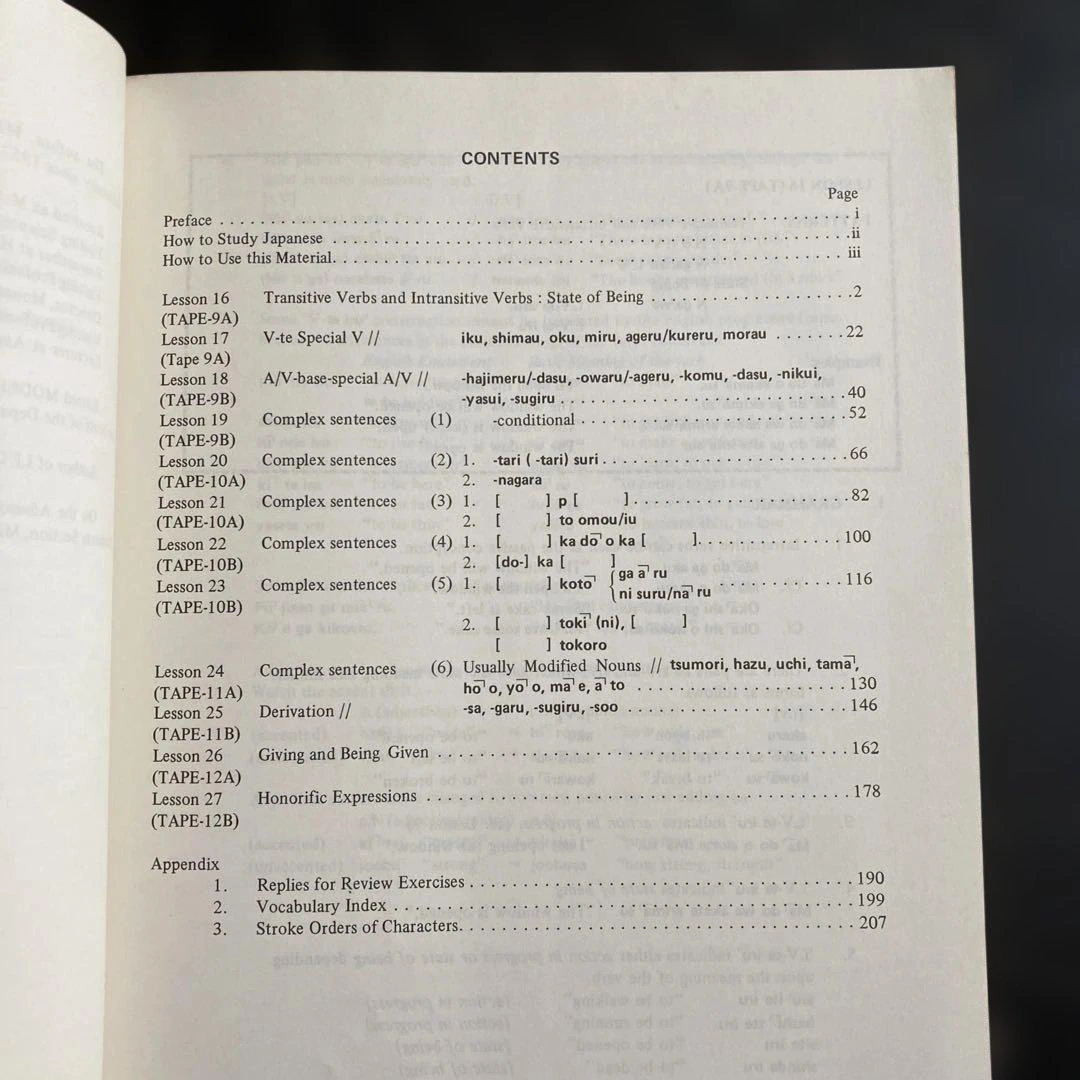 CONTENTS
Page
Preface . . . . . . . . . . i
How to Study Japanese . . . . . . . . . . ii
How to Use this Material. . . . . . . . . . iii
Lesson 16 Transitive Verbs and Intransitive Verbs : State of Being . . . . . . . . . . 2
(TAPE-9A)
Lesson 17 V-te Special V // iku, shimau, oku, miru, ageru/kureru, morau . . . . . . . 22
(Tape 9A)
Lesson 18 A/V-base-special A/V // -hajimeru/-dasu, -owaru/-ageru, -komu, -dasu, -nikui,
(TAPE-9B) -yasui, -sugiru . . . . . . . . . . 40
Lesson 19 Complex sentences (1) -conditional . . . . . . . . . . 52
(TAPE-9B)
Lesson 20 Complex sentences (2) 1. -tari ( -tari) suri . . . . . . . . . . 66
(TAPE-10A) 2. -nagara
Lesson 21 Complex sentences (3) 1. [ ] p [ ] . . . . . . . . . . 82
(TAPE-10A) 2. [ ] to omou/iu
Lesson 22 Complex sentences (4) 1. [ ] ka do̅ ̚ o ka [ ]. . . . . . . . . . 100
(TAPE-10B) 2. [do-] ka [ ]
Lesson 23 Complex sentences (5) 1. [ ] koto̅ ̚ { ga a̅ ̚ ru . . . . . . . . . . 116
(TAPE-10B) ni suru/na̅ ̚ ru
2. [ ] toki̅ ̚ (ni), [ ]
[ ] tokoro
Lesson 24 Complex sentences (6) Usually Modified Nouns // tsumori, hazu, uchi, tama̅ ̚,
(TAPE-11A) ho̅ ̚ o, yo̅ ̚ o, ma̅ ̚ e, a̅ ̚ to . . . . . . . . . . 130
Lesson 25 Derivation // -sa, -garu, -sugiru, -soo . . . . . . . . . . 146
(TAPE-11B)
Lesson 26 Giving and Being Given . . . . . . . . . . 162
(TAPE-12A)
Lesson 27 Honorific Expressions . . . . . . . . . . 178
(TAPE-12B)
Appendix
1. Replies for Review Exercises . . . . . . . . . . 190
2. Vocabulary Index . . . . . . . . . . 199
3. Stroke Orders of Characters. . . . . . . . . . 207